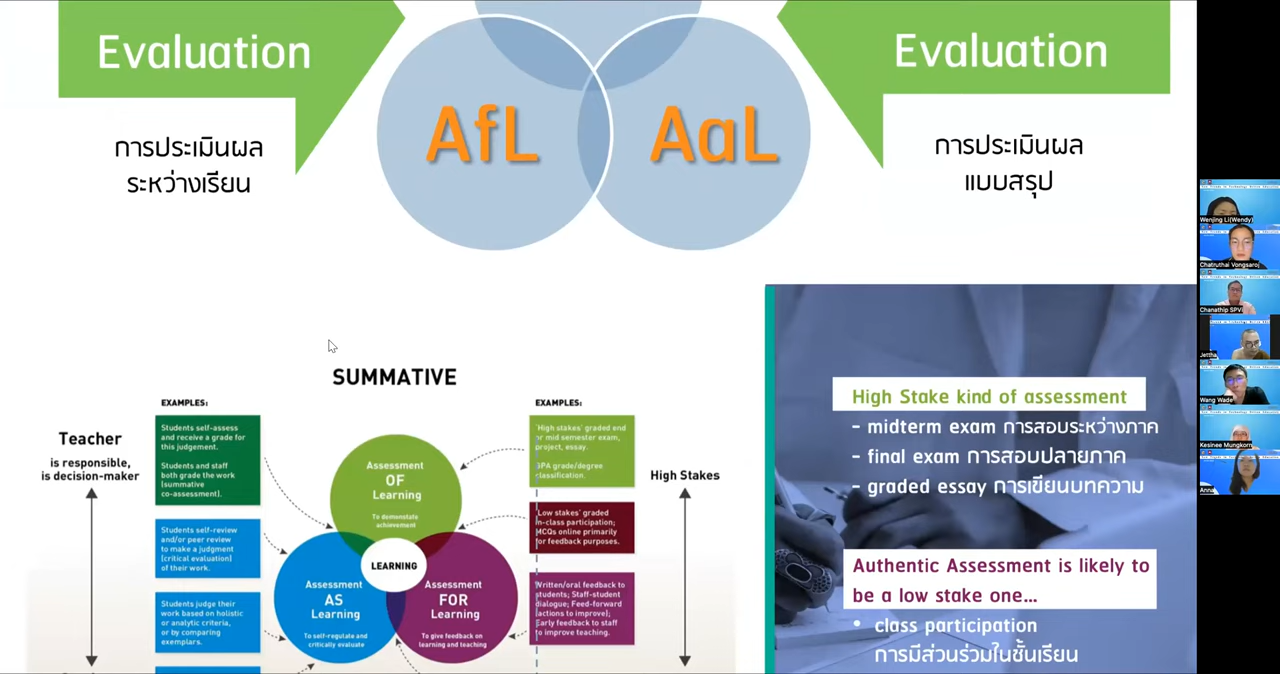 Evaluation
การประเมินผล
ระหว่างเรียน
AfL
AaL
Evaluation
การประเมินผล
แบบสรุป
SUMMATIVE
EXAMPLES:
Teacher
is responsible,
is decision-maker
Students self-assess
and receive a grade for
this judgement.
Students and staff
both grade the work
(summative
co-assessment).
Students self-review
and/or peer review
to make a judgment
(critical evaluation)
of their work.
Students judge their
work based on holistic
or analytic criteria,
or by comparing
exemplars.
Assessment
OF
Learning
To demonstate
achievement
LEARNING
Assessment
AS
Learning
To self-regulate and
critically evaluate
Assessment
FOR
Learning
To give feedback on
learning and teaching
EXAMPLES:
'High stakes' graded end
or mid semester exam,
project, essay.
GPA grade/degree
classification.
'Low stakes' graded
in-class participation;
MCQs online primarily
for feedback purposes.
Written/oral feedback to
students; Staff-student
dialogue; Feed-forward
(actions to improve);
Early feedback to staff
to improve teaching.
High Stakes
High Stake kind of assessment
- midterm exam การสอบระหว่างภาค
- final exam การสอบปลายภาค
- graded essay การเขียนบทความ
Authentic Assessment is likely to
be a low stake one...
• class participation
การมีส่วนร่วมในชั้นเรียน
Wenjing Li(Wendy)
Chatruthai Vongsaroj
Chanathip SPVI
Jettha
Wang Wade
Kesinee Mungkorn
Anna